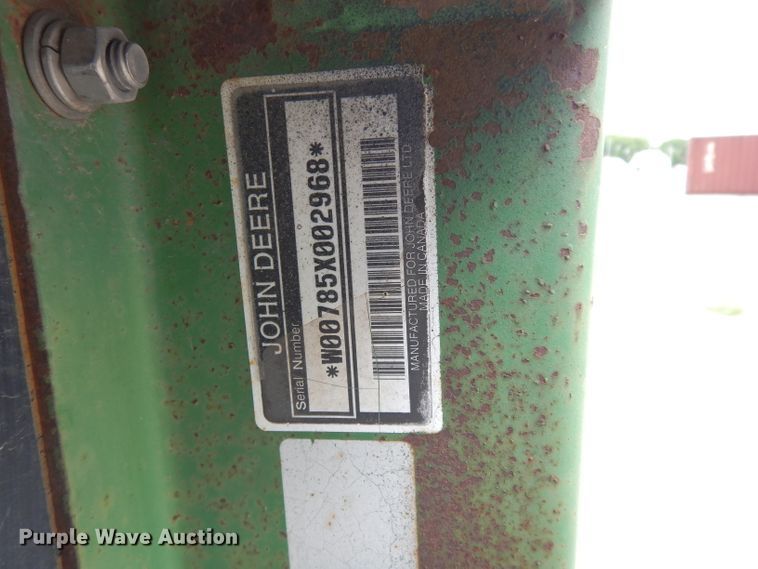 JOHN DEERE
Serial Number
*W00785X002968*
MANUFACTURED FOR JOHN DEERE LTD
MADE IN CANADA
Purple Wave Auction